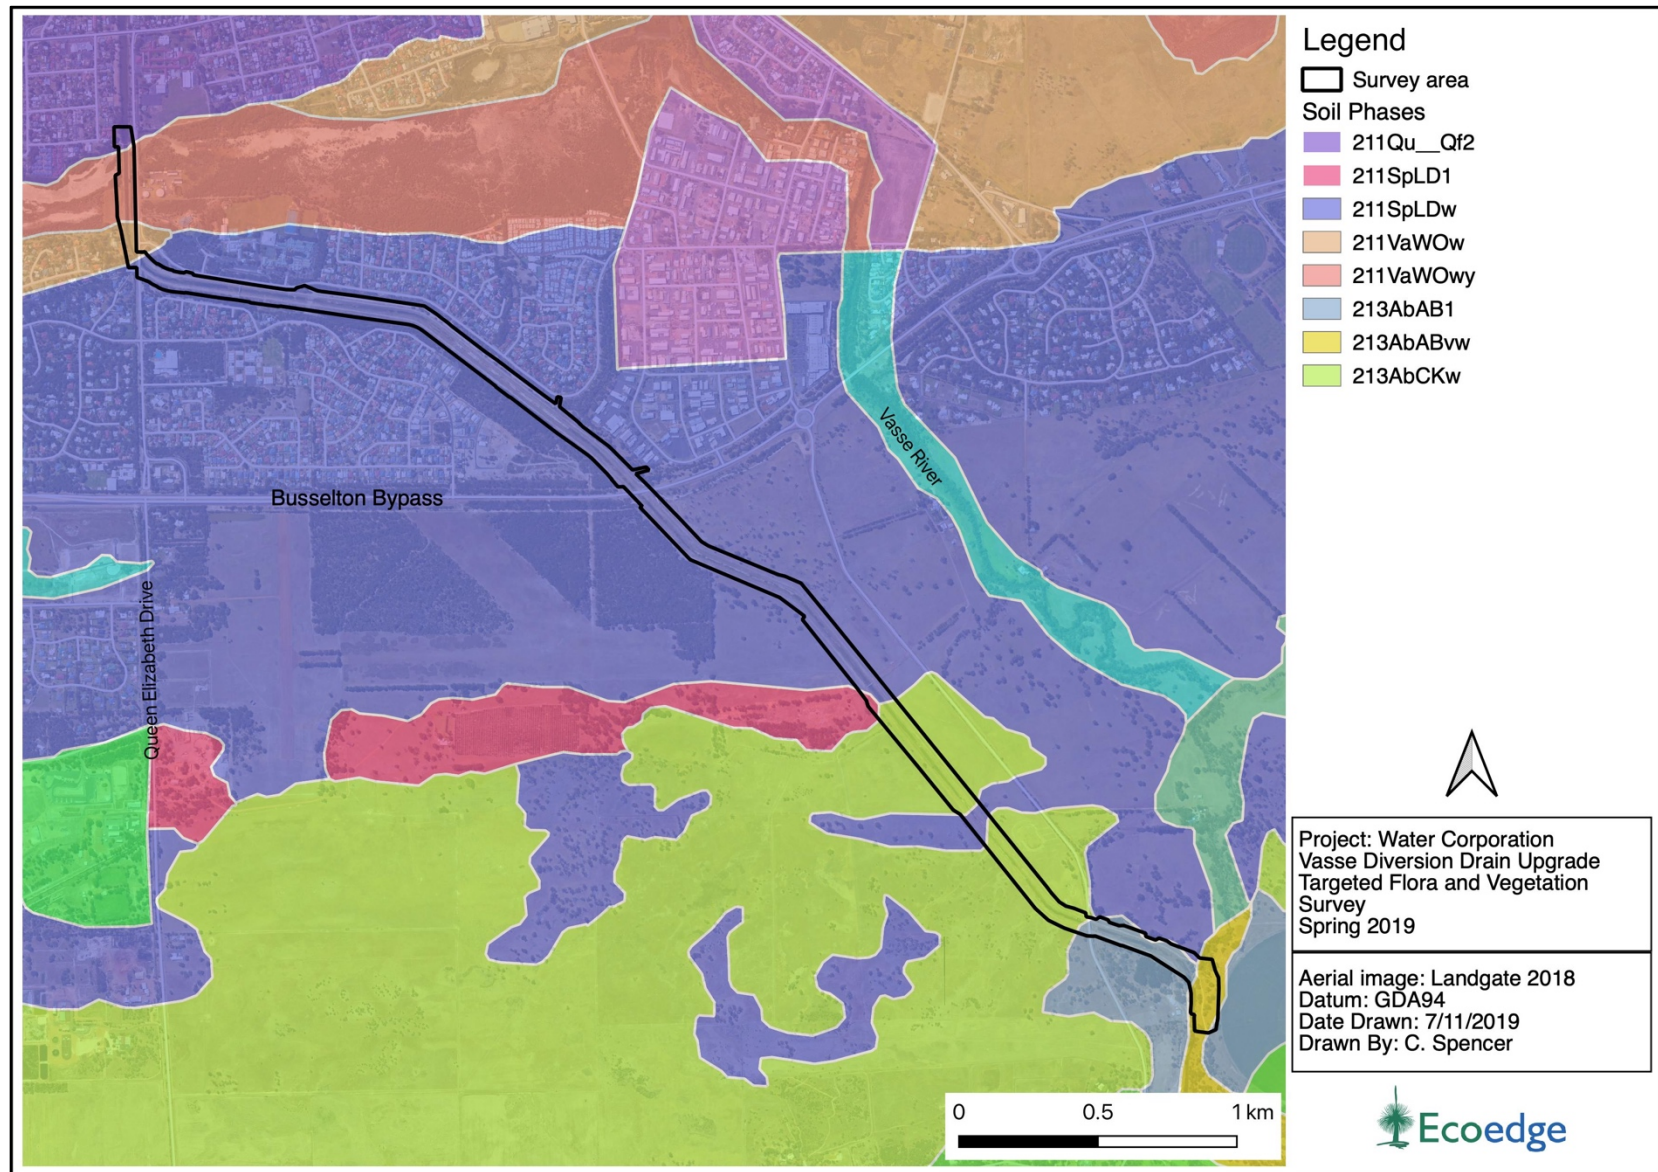 Legend
Survey area
Soil Phases
211Qu__Qf2
211SpLD1
211SpLDw
211VaWOw
211VaWOwy
213AbAB1
213AbABvw
213AbCKw
Vasse River
Busselton Bypass
Queen Elizabeth Drive
Project: Water Corporation
Vasse Diversion Drain Upgrade
Targeted Flora and Vegetation
Survey
Spring 2019
Aerial image: Landgate 2018
Datum: GDA94
Date Drawn: 7/11/2019
Drawn By: C. Spencer
0 0.5 1 km
Ecoedge